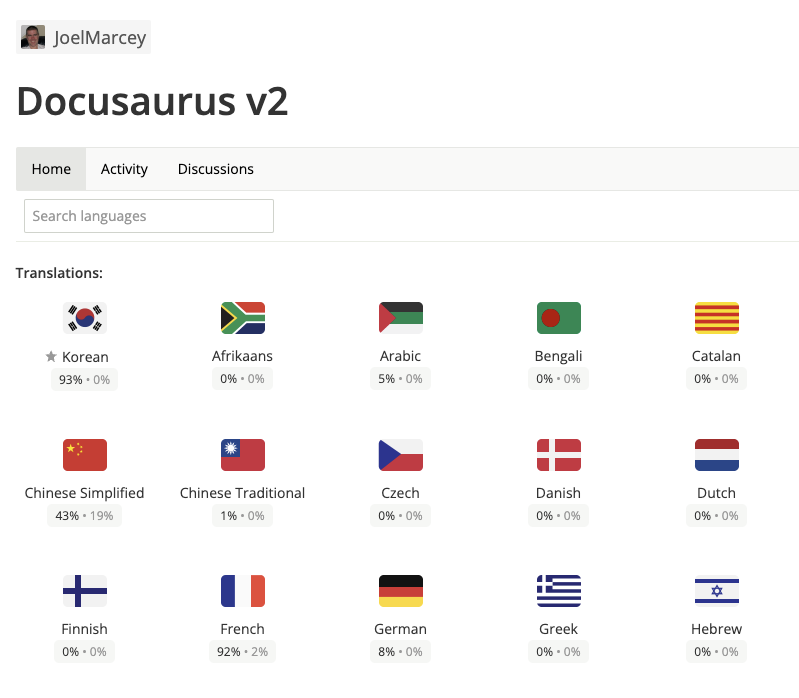 JoelMarcey
Docusaurus v2
Home Activity Discussions
Search languages
Translations:
Korean Afrikaans Arabic Bengali Catalan
93% • 0% 0% • 0% 5% • 0% 0% • 0% 0% • 0%
Chinese Simplified Chinese Traditional Czech Danish Dutch
43% • 19% 1% • 0% 0% • 0% 0% • 0% 0% • 0%
Finnish French German Greek Hebrew
0% • 0% 92% • 2% 8% • 0% 0% • 0% 0% • 0%